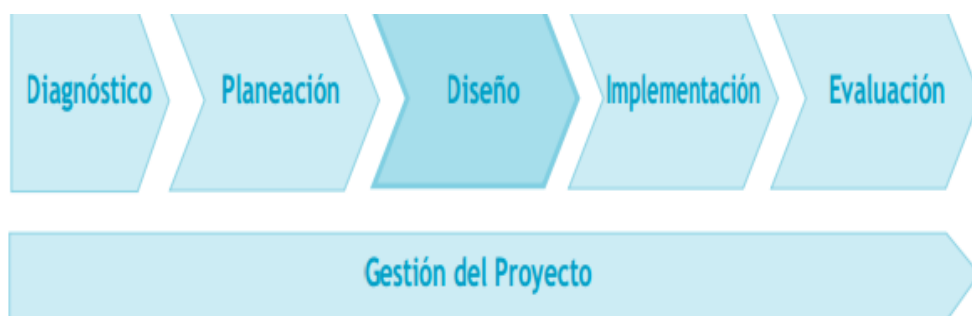 Diagnóstico Planeación Diseño Implementación Evaluación
Gestión del Proyecto